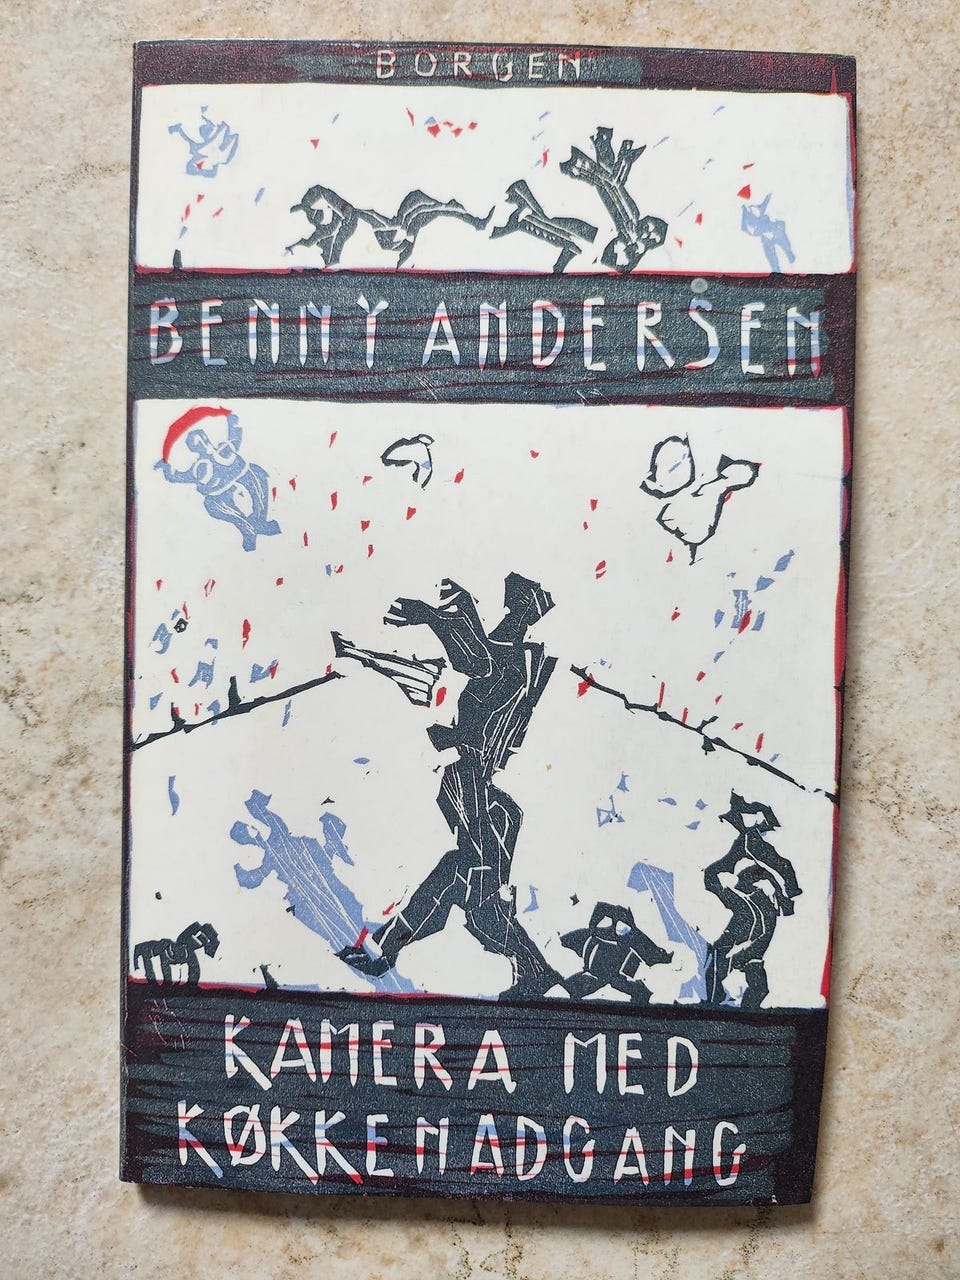 BORGEN
BENNY ANDERSEN
KAMERA MED
KØKKENADGANG